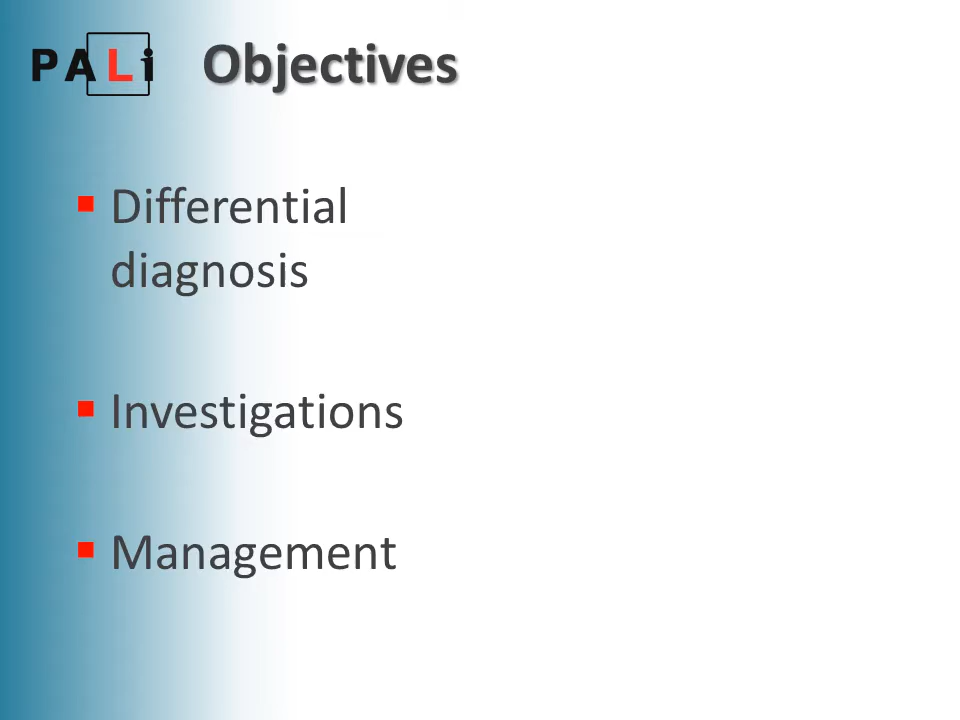 PALi
Objectives
Differential
diagnosis
Investigations
Management